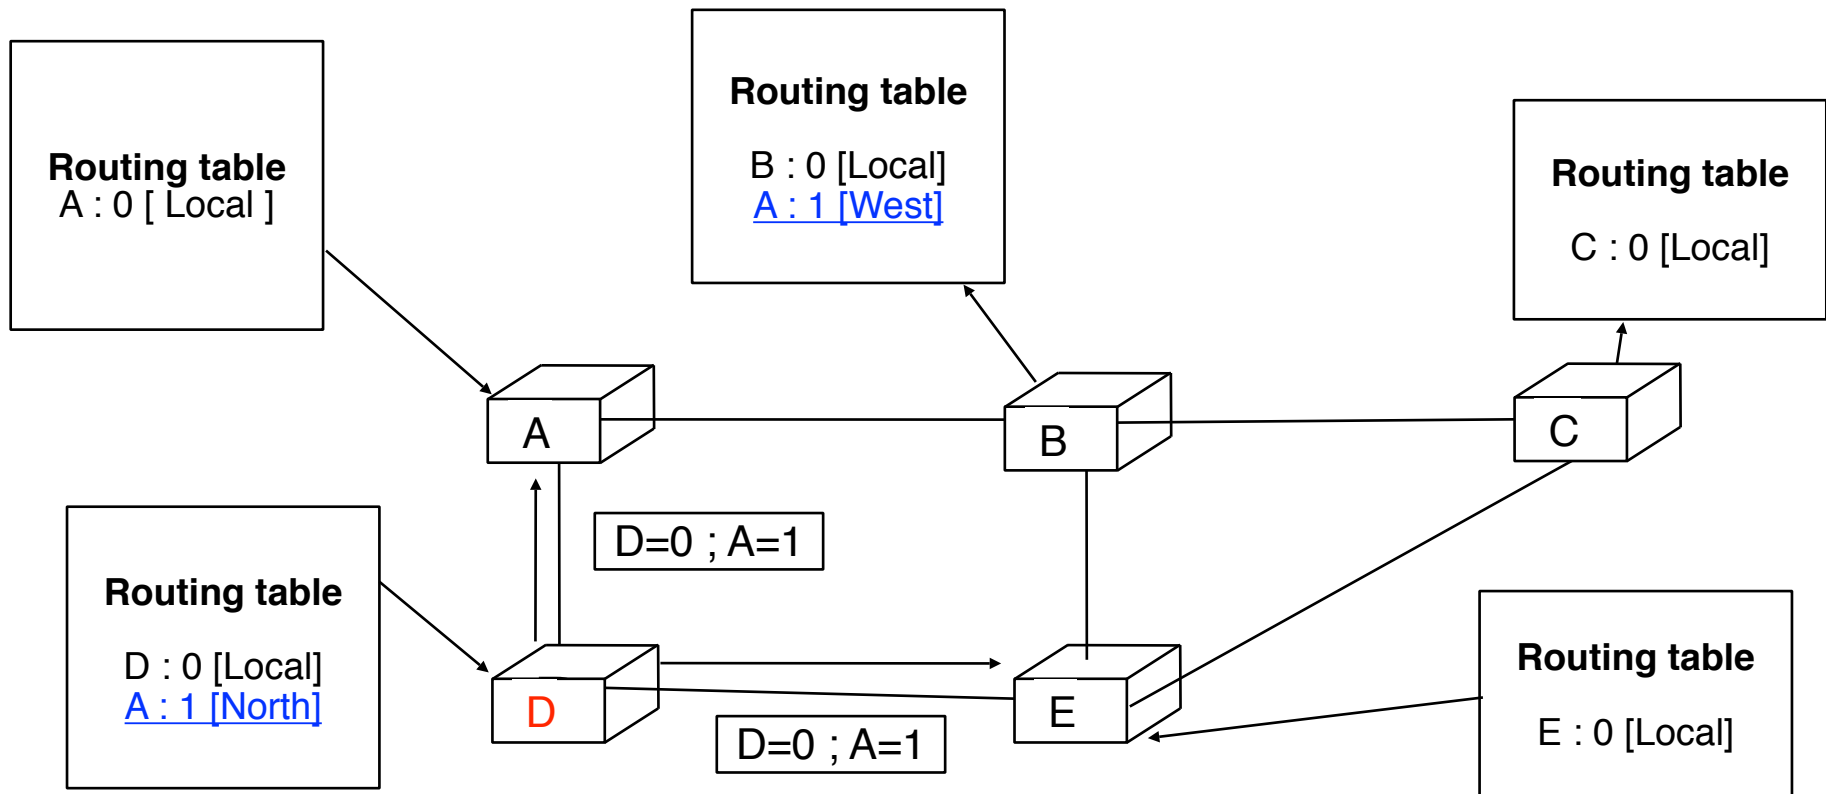 Routing table
A : 0 [ Local ]
Routing table
B : 0 [Local]
A : 1 [West]
Routing table
C : 0 [Local]
A
B
C
D=0 ; A=1
Routing table
D : 0 [Local]
A : 1 [North]
D
E
D=0 ; A=1
Routing table
E : 0 [Local]